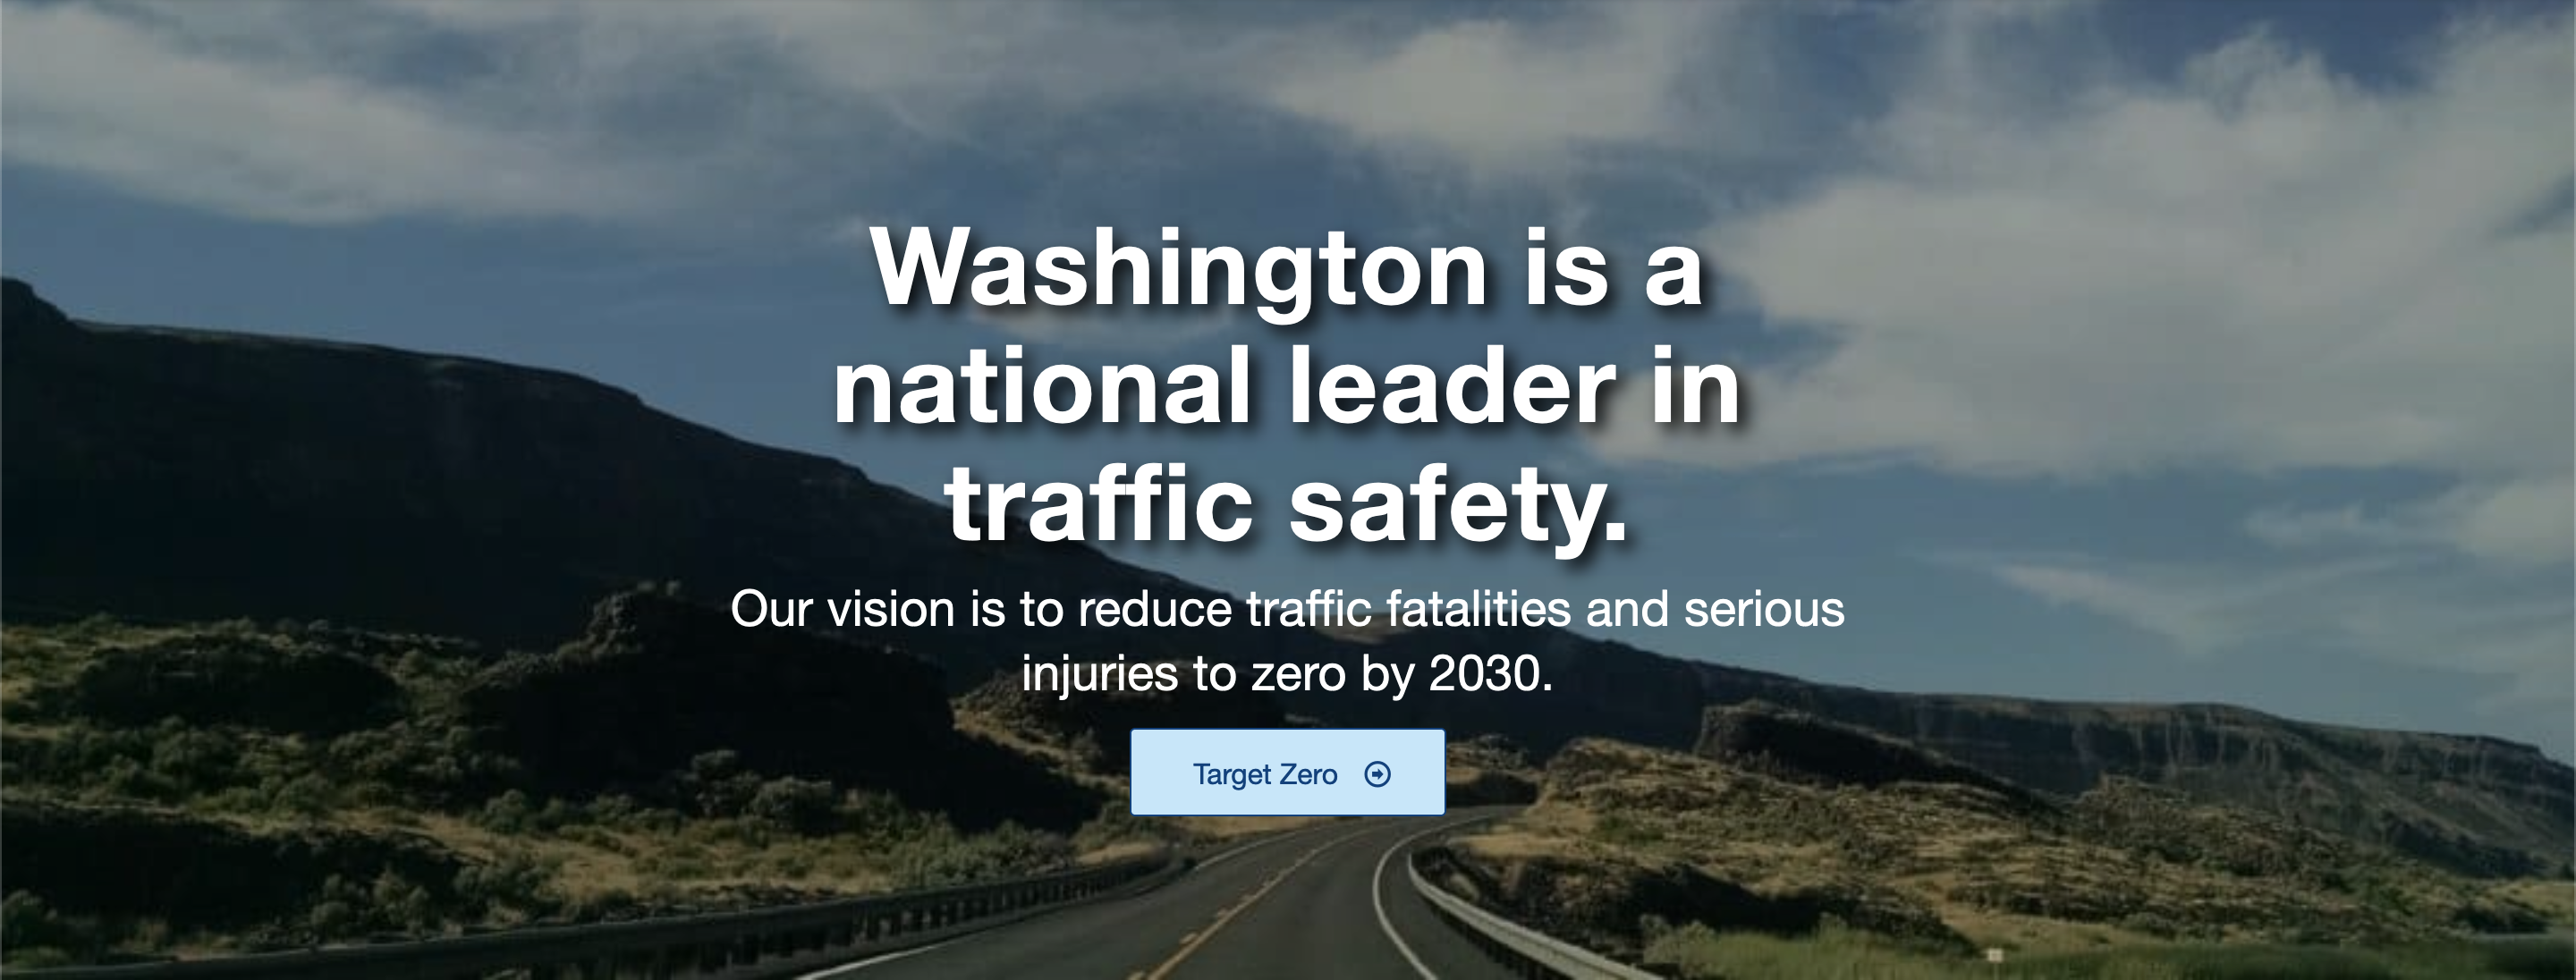 Washington is a
national leader in
traffic safety.
Our vision is to reduce traffic fatalities and serious
injuries to zero by 2030.
Target Zero